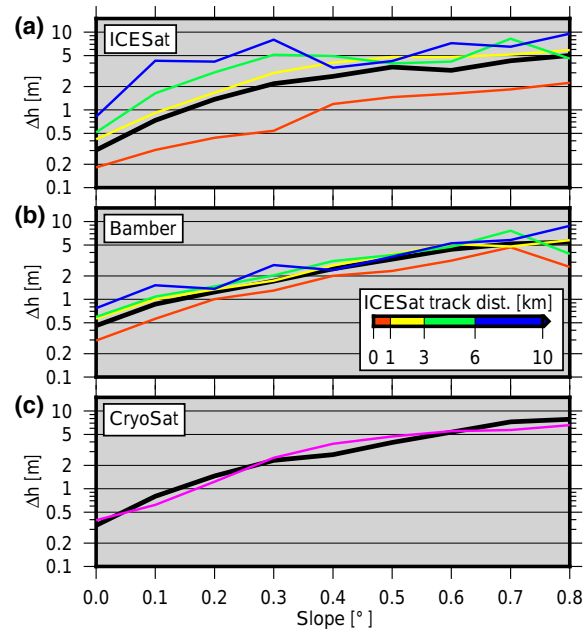 (a)
ICESat
10
5
2
1
0.5
0.2
0.1
Δh [m]
(b)
Bamber
10
5
2
1
0.5
0.2
0.1
Δh [m]
ICESat track dist. [km]
0 1 3 6 10
(c)
CryoSat
10
5
2
1
0.5
0.2
0.1
Δh [m]
0.0 0.1 0.2 0.3 0.4 0.5 0.6 0.7 0.8
Slope [°]